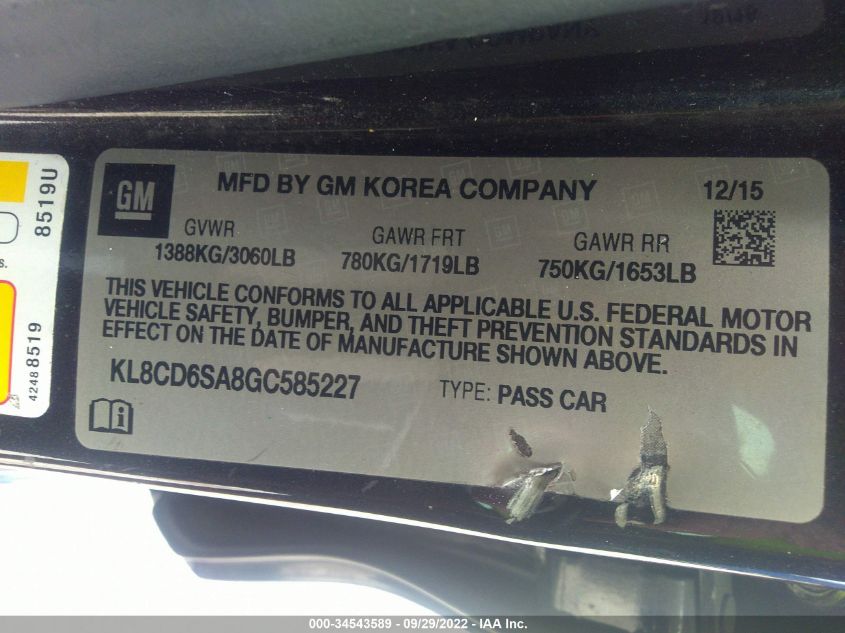 GM
MFD BY GM KOREA COMPANY
12/15
GVWR
1388KG/3060LB
GAWR FRT
780KG/1719LB
GAWR RR
750KG/1653LB
THIS VEHICLE CONFORMS TO ALL APPLICABLE U.S. FEDERAL MOTOR
VEHICLE SAFETY, BUMPER, AND THEFT PREVENTION STANDARDS IN
EFFECT ON THE DATE OF MANUFACTURE SHOWN ABOVE.
KL8CD6SA8GC585227
TYPE: PASS CAR
8519U
s.
42488519
000-34543589 - 09/29/2022 - IAA Inc.